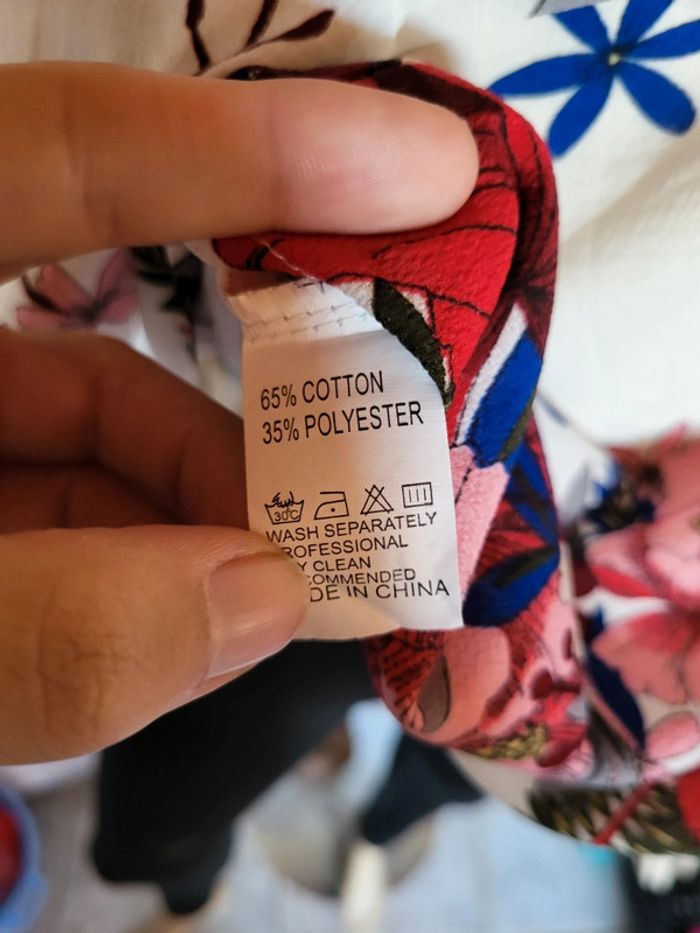 65% COTTON
35% POLYESTER
30°C
WASH SEPARATELY
ROFESSIONAL
Y CLEAN
COMMENDED
DE IN CHINA